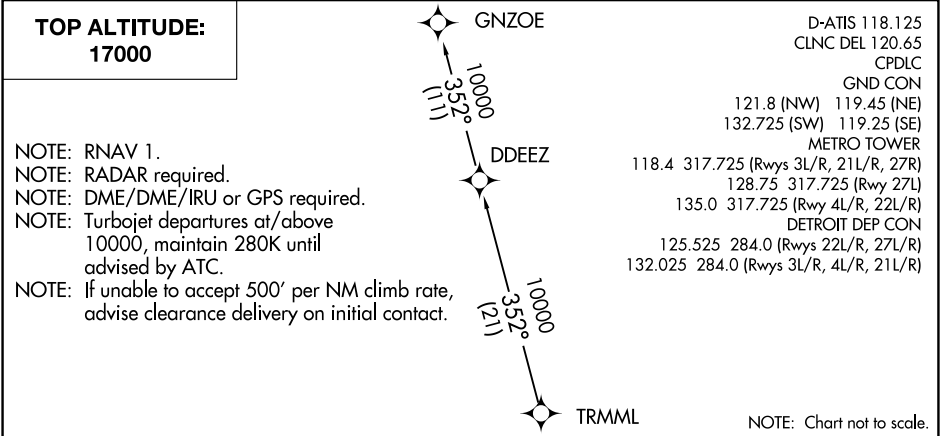 TOP ALTITUDE:
17000
NOTE: RNAV 1.
NOTE: RADAR required.
NOTE: DME/DME/IRU or GPS required.
NOTE: Turbojet departures at/above
10000, maintain 280K until
advised by ATC.
NOTE: If unable to accept 500' per NM climb rate,
advise clearance delivery on initial contact.
GNZOE
10000
352°
(11)
DDEEZ
10000
352°
(21)
TRMML
D-ATIS 118.125
CLNC DEL 120.65
CPDLC
GND CON
121.8 (NW) 119.45 (NE)
132.725 (SW) 119.25 (SE)
METRO TOWER
118.4 317.725 (Rwys 3L/R, 21L/R, 27R)
128.75 317.725 (Rwy 27L)
135.0 317.725 (Rwy 4L/R, 22L/R)
DETROIT DEP CON
125.525 284.0 (Rwys 22L/R, 27L/R)
132.025 284.0 (Rwys 3L/R, 4L/R, 21L/R)
NOTE: Chart not to scale.